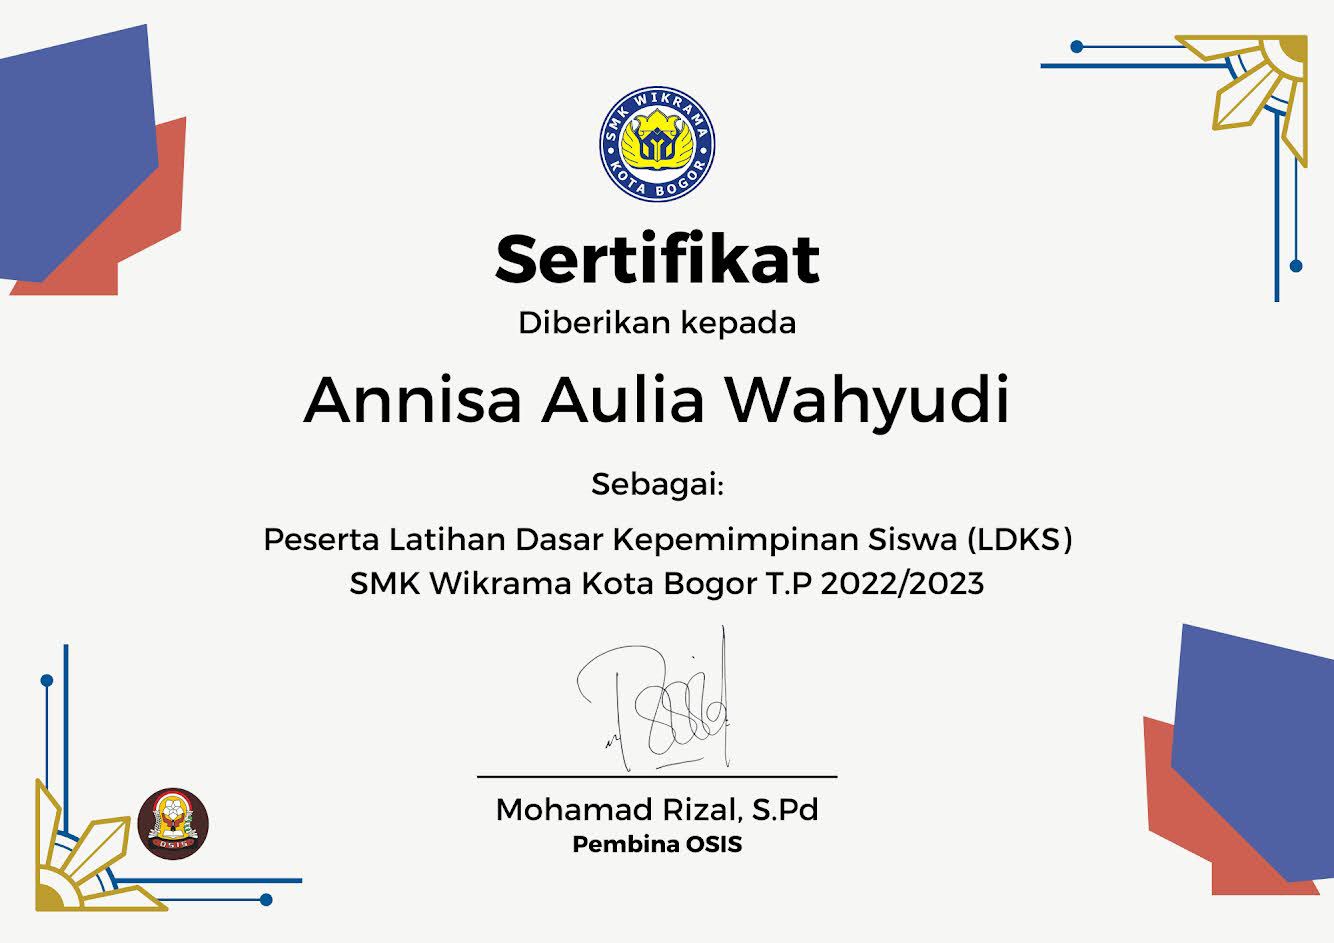 SMK WIKRAMA
KOTA BOGOR
Sertifikat
Diberikan kepada
Annisa Aulia Wahyudi
Sebagai:
Peserta Latihan Dasar Kepemimpinan Siswa (LDKS)
SMK Wikrama Kota Bogor T.P 2022/2023
Mohamad Rizal, S.Pd
Pembina OSIS
OSIS